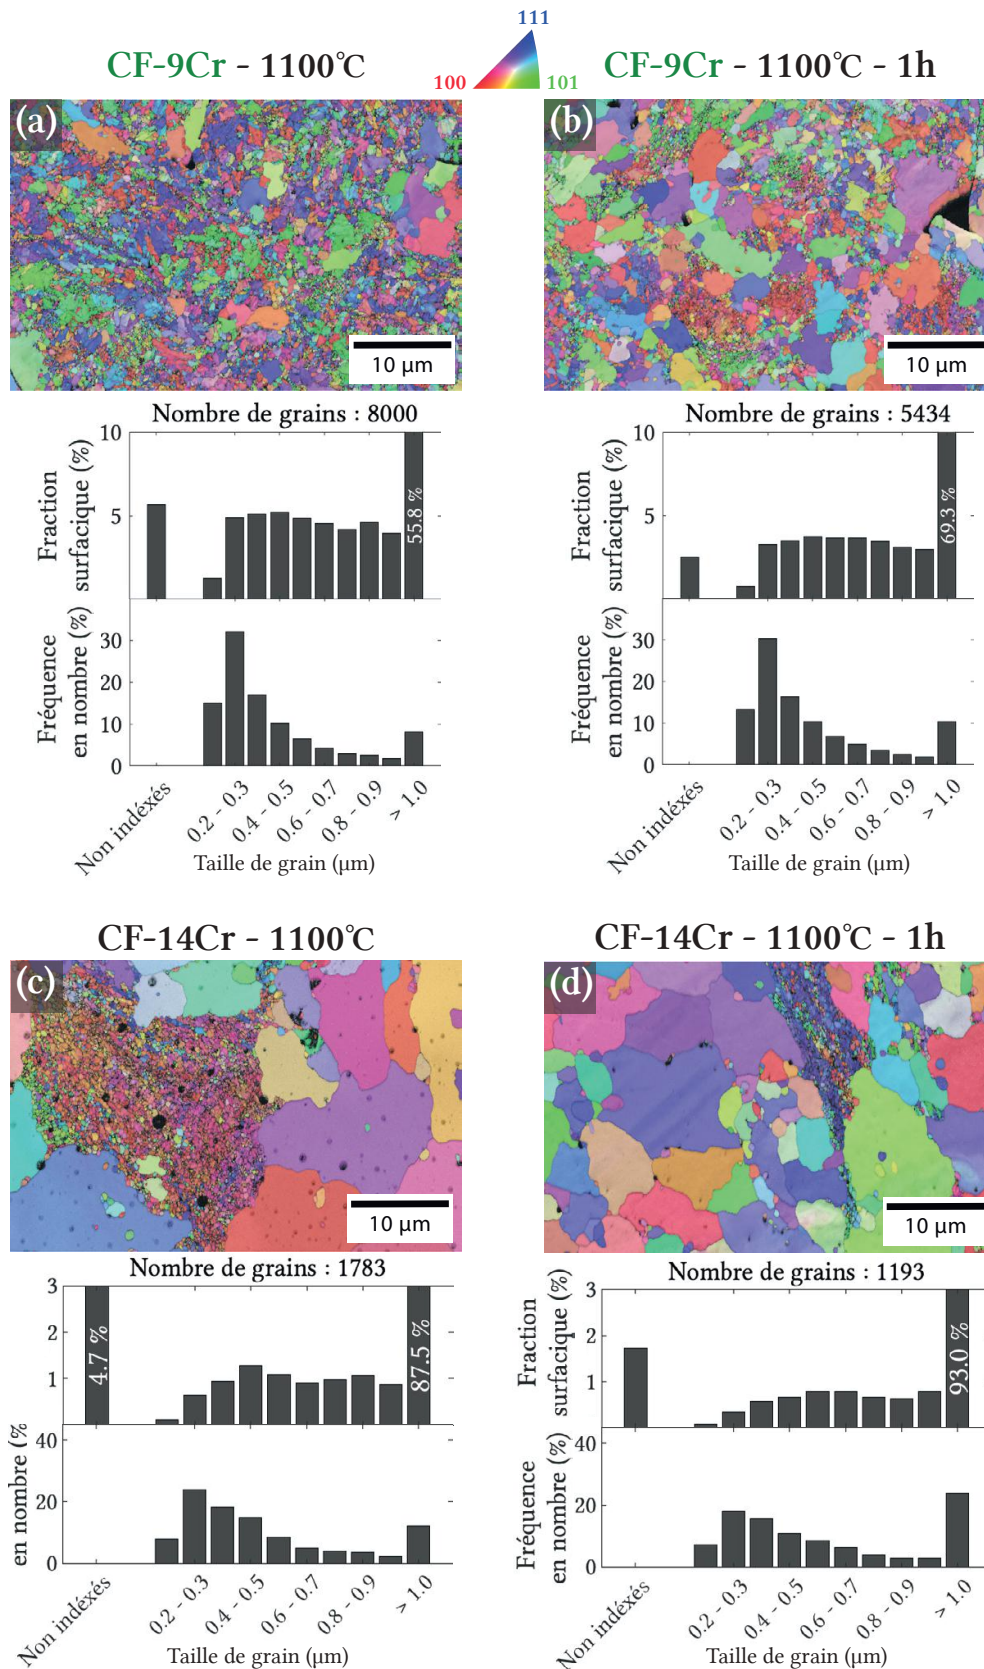 111
CF-9Cr - 1100°C
100
101
CF-9Cr - 1100°C - 1h
(a)
10 µm
(b)
10 µm
Nombre de grains : 8000
Fraction
surfacique (%)
10
5
55.8 %
Fréquence
en nombre (%)
30
20
10
0
Non indéxés
0.2 - 0.3
0.4 - 0.5
0.6 - 0.7
0.8 - 0.9
> 1.0
Taille de grain (µm)
Nombre de grains : 5434
Fraction
surfacique (%)
10
5
69.3 %
Fréquence
en nombre (%)
30
20
10
0
Non indéxés
0.2 - 0.3
0.4 - 0.5
0.6 - 0.7
0.8 - 0.9
> 1.0
Taille de grain (µm)
CF-14Cr - 1100°C
CF-14Cr - 1100°C - 1h
(c)
10 µm
(d)
10 µm
Nombre de grains : 1783
3
2
1
4.7 %
87.5 %
en nombre (%
40
20
0
Non indéxés
0.2 - 0.3
0.4 - 0.5
0.6 - 0.7
0.8 - 0.9
> 1.0
Taille de grain (µm)
Nombre de grains : 1193
Fraction
surfacique (%)
3
2
1
93.0 %
Fréquence
en nombre (%)
40
20
0
Non indéxés
0.2 - 0.3
0.4 - 0.5
0.6 - 0.7
0.8 - 0.9
> 1.0
Taille de grain (µm)